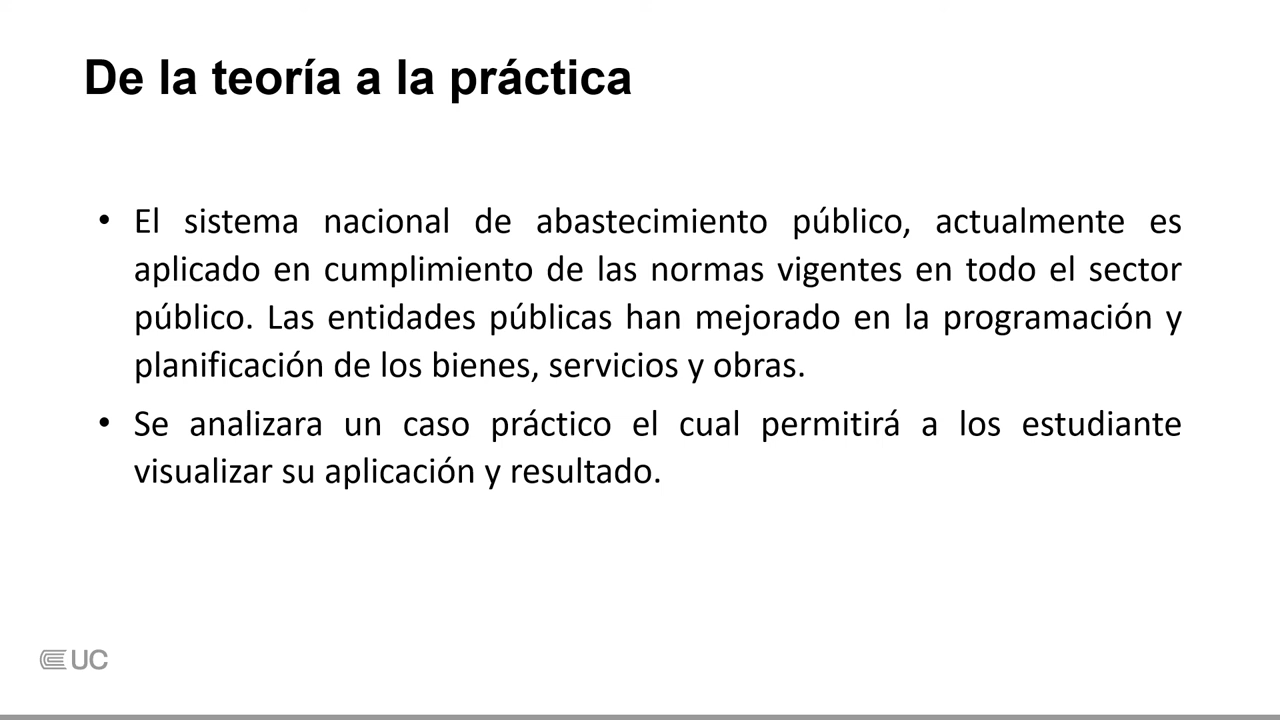 De la teoría a la práctica
• El sistema nacional de abastecimiento público, actualmente es
aplicado en cumplimiento de las normas vigentes en todo el sector
público. Las entidades públicas han mejorado en la programación y
planificación de los bienes, servicios y obras.
• Se analizara un caso práctico el cual permitirá a los estudiante
visualizar su aplicación y resultado.
UC